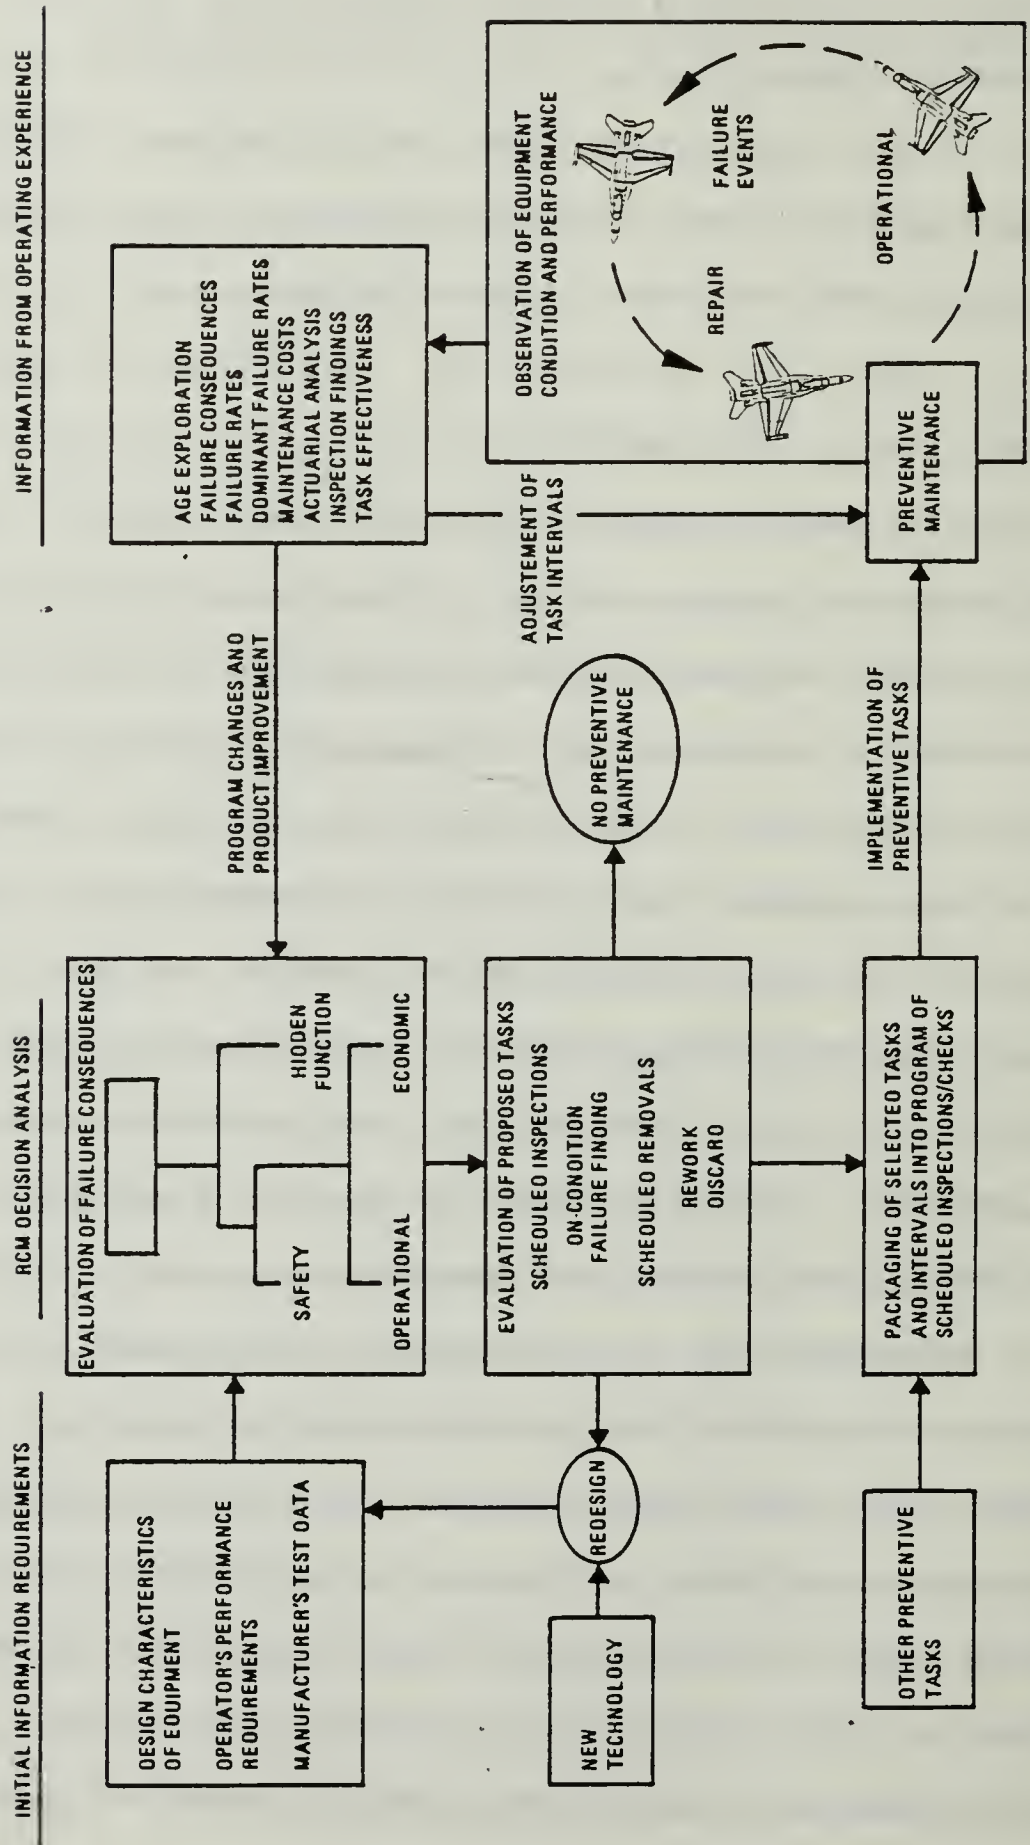 INITIAL INFORMATION REQUIREMENTS
DESIGN CHARACTERISTICS
OF EQUIPMENT
OPERATOR'S PERFORMANCE
REQUIREMENTS
MANUFACTURER'S TEST DATA
NEW
TECHNOLOGY
REDESIGN
OTHER PREVENTIVE
TASKS
RCM DECISION ANALYSIS
EVALUATION OF FAILURE CONSEQUENCES
SAFETY
HIDDEN
FUNCTION
OPERATIONAL
ECONOMIC
EVALUATION OF PROPOSED TASKS
SCHEDULED INSPECTIONS
ON-CONDITION
FAILURE FINDING
SCHEDULED REMOVALS
REWORK
DISCARD
PACKAGING OF SELECTED TASKS
AND INTERVALS INTO PROGRAM OF
SCHEDULED INSPECTIONS/CHECKS
PROGRAM CHANGES AND
PRODUCT IMPROVEMENT
NO PREVENTIVE
MAINTENANCE
ADJUSTEMENT OF
TASK INTERVALS
IMPLEMENTATION OF
PREVENTIVE TASKS
INFORMATION FROM OPERATING EXPERIENCE
AGE EXPLORATION
FAILURE CONSEQUENCES
FAILURE RATES
DOMINANT FAILURE RATES
MAINTENANCE COSTS
ACTUARIAL ANALYSIS
INSPECTION FINDINGS
TASK EFFECTIVENESS
OBSERVATION OF EQUIPMENT
CONDITION AND PERFORMANCE
REPAIR
FAILURE
EVENTS
OPERATIONAL
PREVENTIVE
MAINTENANCE